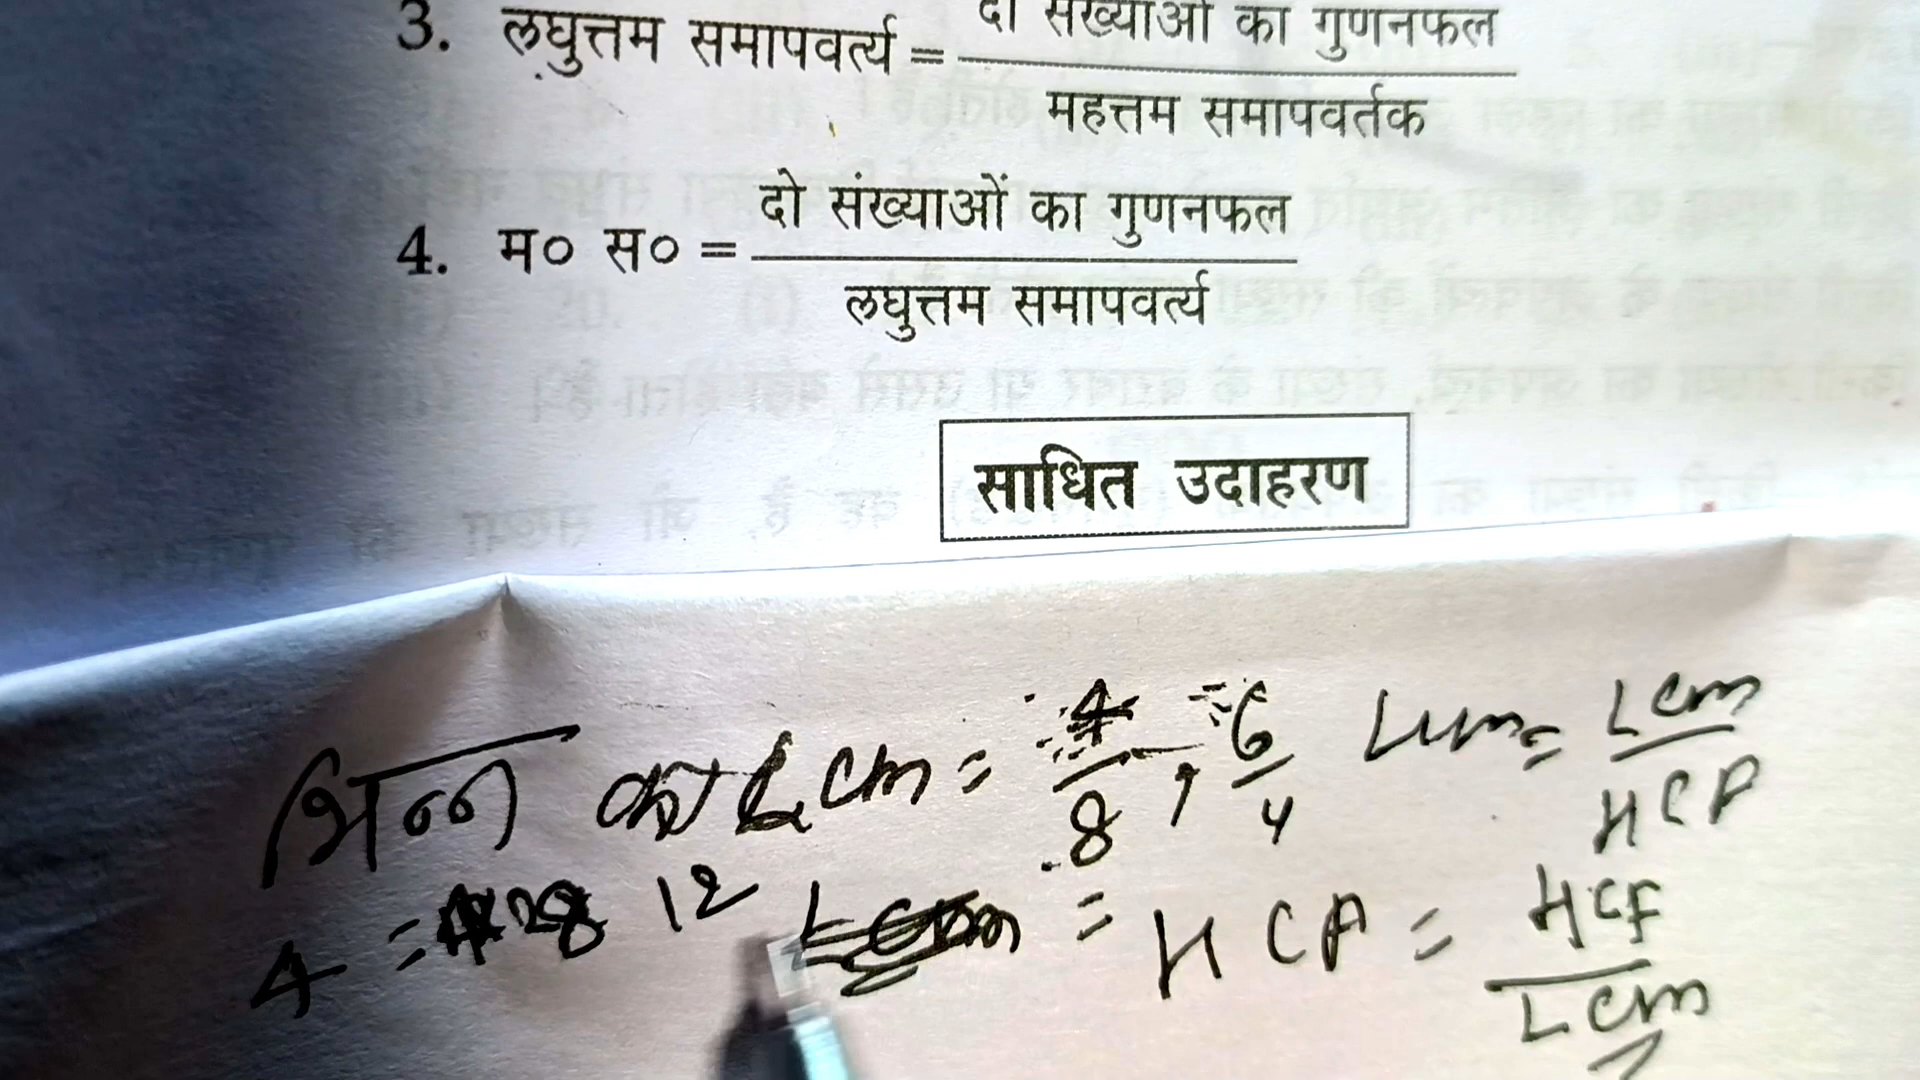 3. लघुत्तम समापवर्त्य = दो संख्याओं का गुणनफल
महत्तम समापवर्तक
4. म० स० = दो संख्याओं का गुणनफल
लघुत्तम समापवर्त्य
साधित उदाहरण
भिन्न का Lcm = 4/8 , 6/4 Lcm = Lcm/HCF
4 = 8 12 = HCF = HCF/Lcm